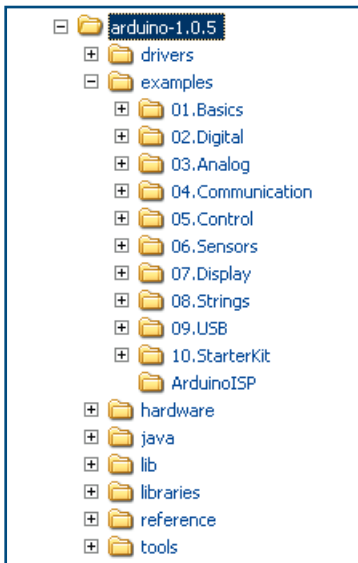 arduino-1.0.5
drivers
examples
01.Basics
02.Digital
03.Analog
04.Communication
05.Control
06.Sensors
07.Display
08.Strings
09.USB
10.StarterKit
ArduinoISP
hardware
java
lib
libraries
reference
tools